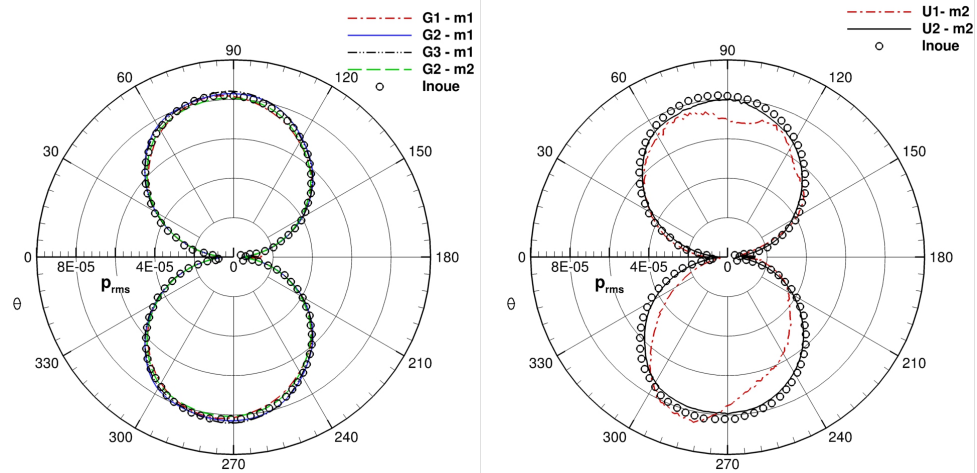 G1 - m1
G2 - m1
G3 - m1
G2 - m2
Inoue
90
60
120
30
150
0
8E-05
4E-05
0
180
prms
θ
330
210
300
240
270
U1- m2
U2 - m2
Inoue
90
60
120
30
150
0
8E-05
4E-05
0
180
prms
θ
330
210
300
240
270